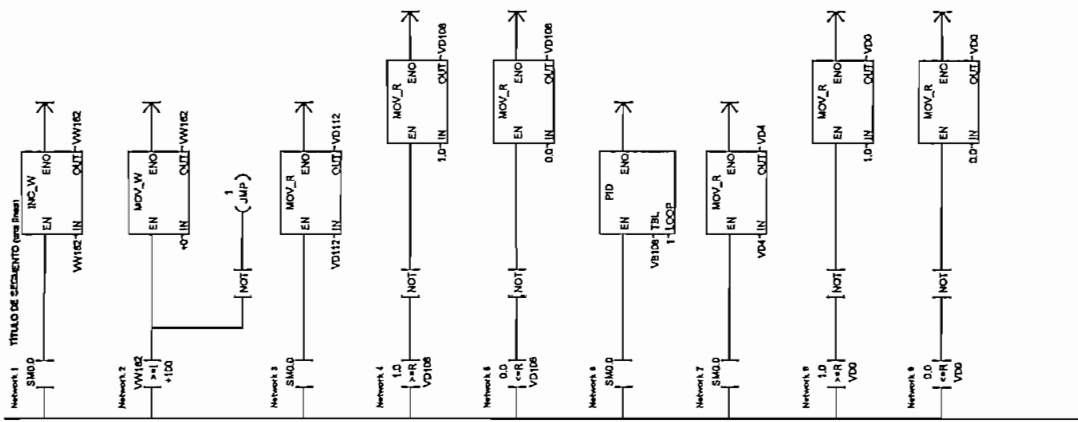 Network 1 TÍTULO DE SEGMENTO (una línea)
SM0.0
INC_W
EN ENO
VW162 IN OUT VW162
Network 2
VW162
>=I
+100
MOV_W
EN ENO
+0 IN OUT VW162
NOT
1
(JMP)
Network 3
SM0.0
MOV_R
EN ENO
VD112 IN OUT VD112
Network 4
1.0
>=R
VD108
NOT
MOV_R
EN ENO
1.0 IN OUT VD108
Network 5
0.0
<=R
VD108
NOT
MOV_R
EN ENO
0.0 IN OUT VD108
Network 6
SM0.0
PID
EN ENO
VB108 TBL
1 LOOP
Network 7
SM0.0
MOV_R
EN ENO
VD4 IN OUT VD4
Network 8
1.0
>=R
VD0
NOT
MOV_R
EN ENO
1.0 IN OUT VD0
Network 9
0.0
<=R
VD0
NOT
MOV_R
EN ENO
0.0 IN OUT VD0